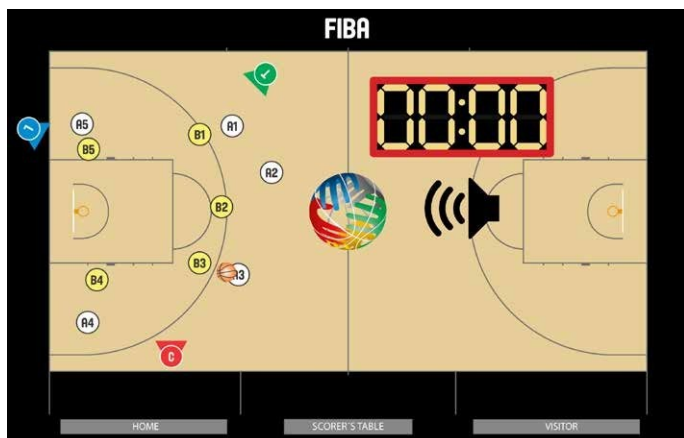 FIBA
T
00:00
L
A5
B1
A1
B5
A2
B2
B3
A3
B4
A4
C
HOME
SCORER'S TABLE
VISITOR